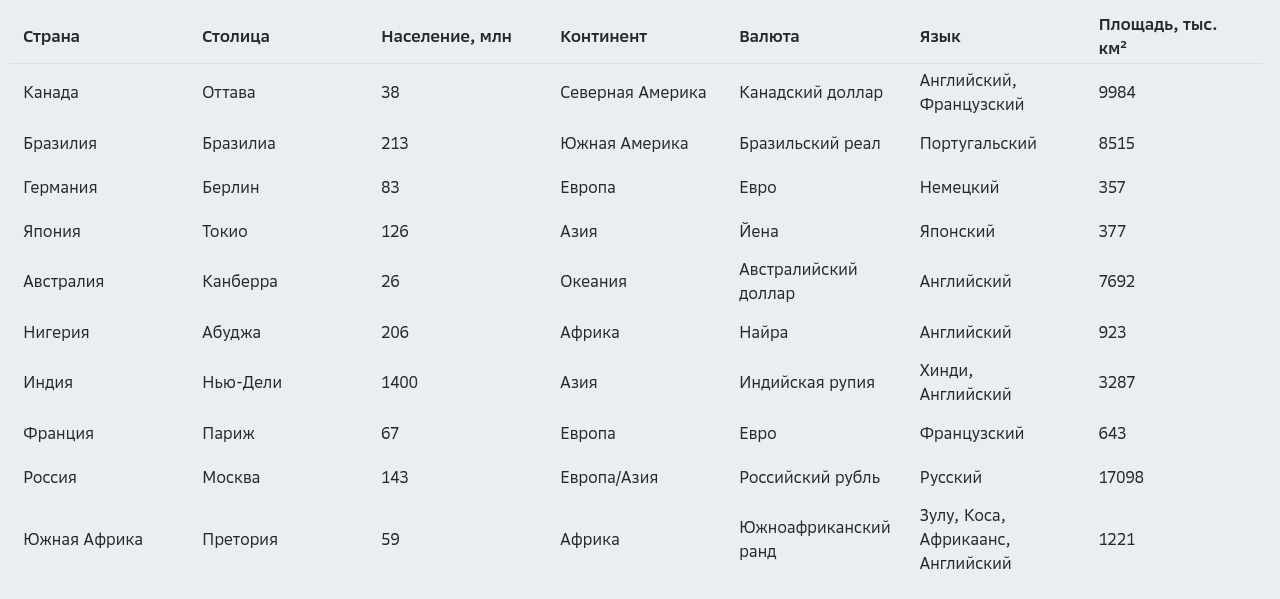 Страна Столица Население, млн Континент Валюта Язык Площадь, тыс. км²
Канада Оттава 38 Северная Америка Канадский доллар Английский, Французский 9984
Бразилия Бразилиа 213 Южная Америка Бразильский реал Португальский 8515
Германия Берлин 83 Европа Евро Немецкий 357
Япония Токио 126 Азия Йена Японский 377
Австралия Канберра 26 Океания Австралийский доллар Английский 7692
Нигерия Абуджа 206 Африка Найра Английский 923
Индия Нью-Дели 1400 Азия Индийская рупия Хинди, Английский 3287
Франция Париж 67 Европа Евро Французский 643
Россия Москва 143 Европа/Азия Российский рубль Русский 17098
Южная Африка Претория 59 Африка Южноафриканский ранд Зулу, Коса, Африкаанс, Английский 1221